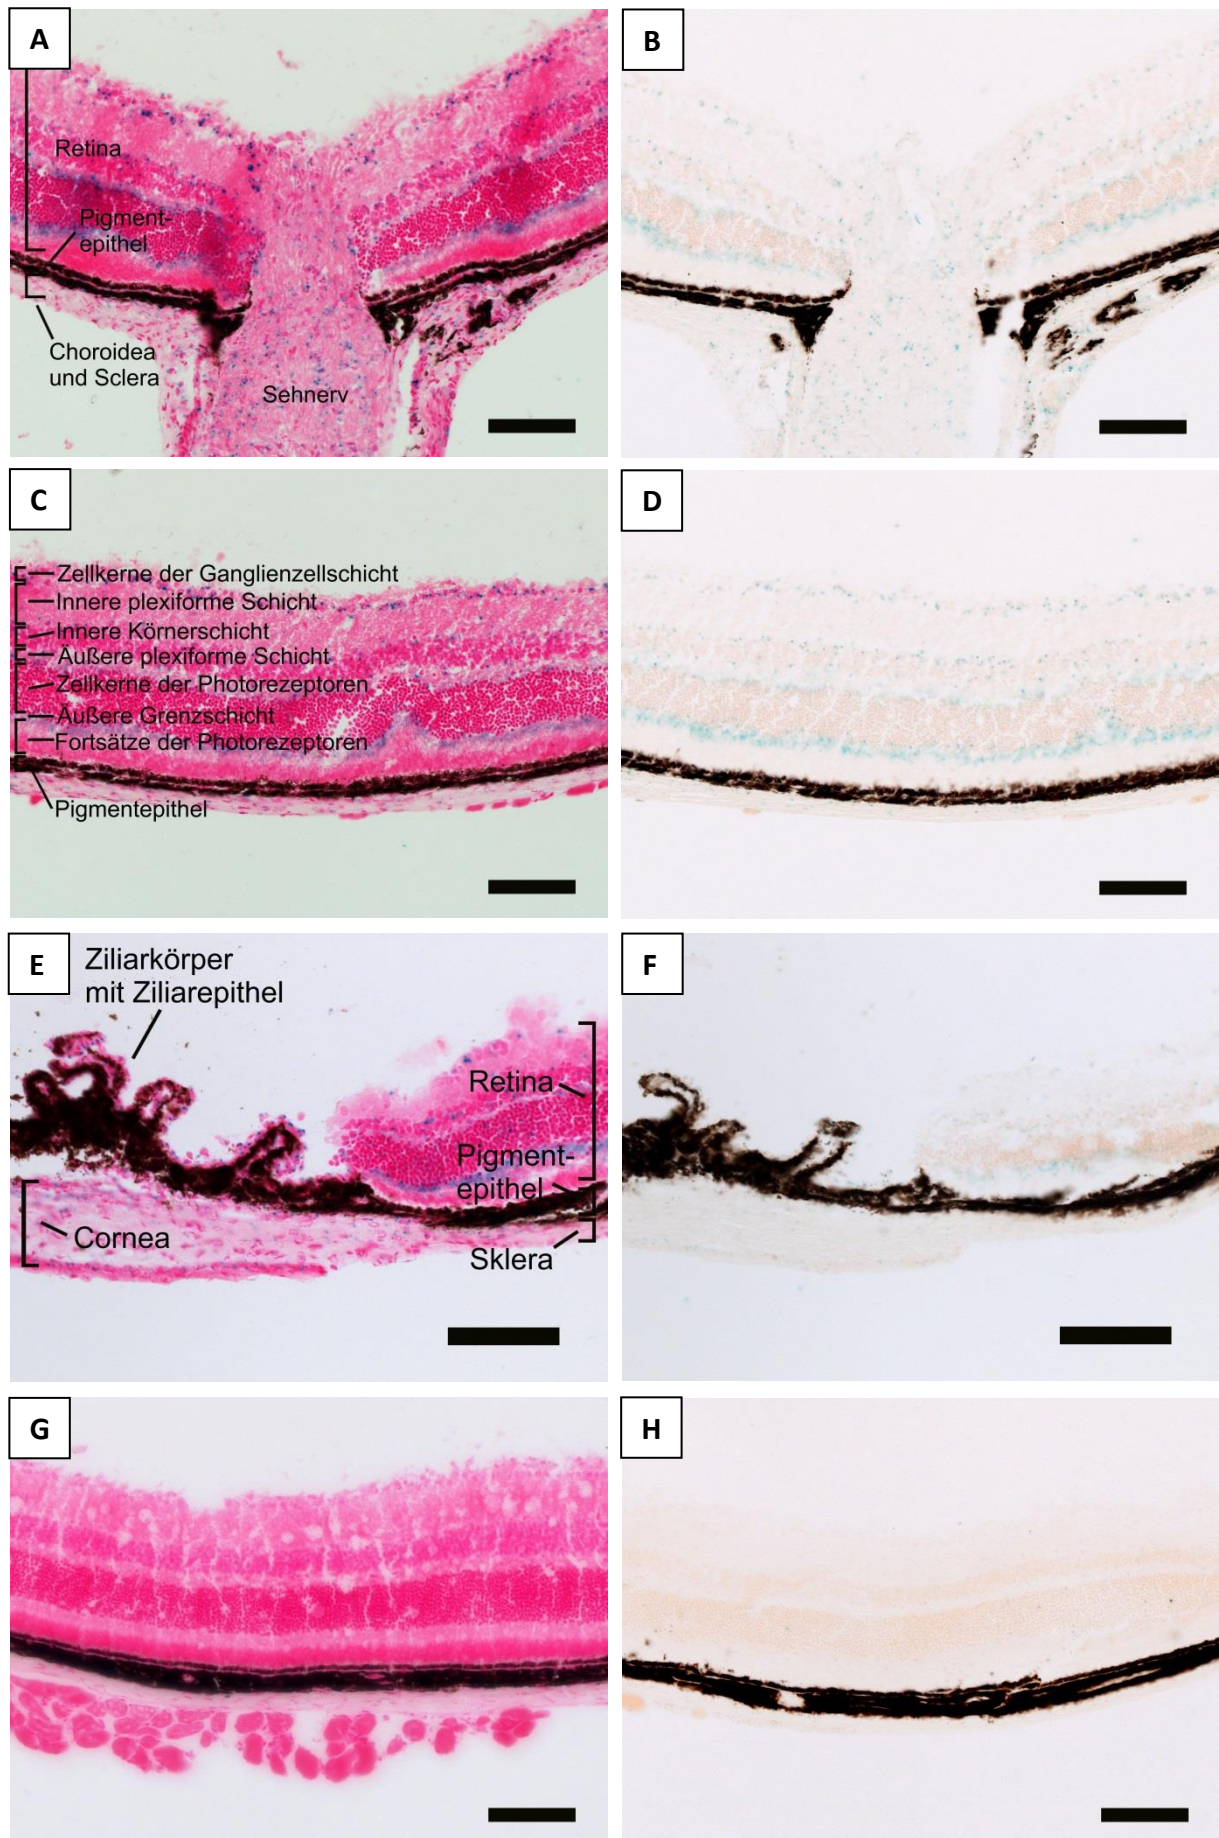 A
Retina
Pigment-
epithel
Choroidea
und Sclera
Sehnerv
B
C
Zellkerne der Ganglienzellschicht
Innere plexiforme Schicht
Innere Körnerschicht
Äußere plexiforme Schicht
Zellkerne der Photorezeptoren
Äußere Grenzschicht
Fortsätze der Photorezeptoren
Pigmentepithel
D
E
Ziliarkörper
mit Ziliarepithel
Retina
Pigment-
epithel
Cornea
Sklera
F
G
H